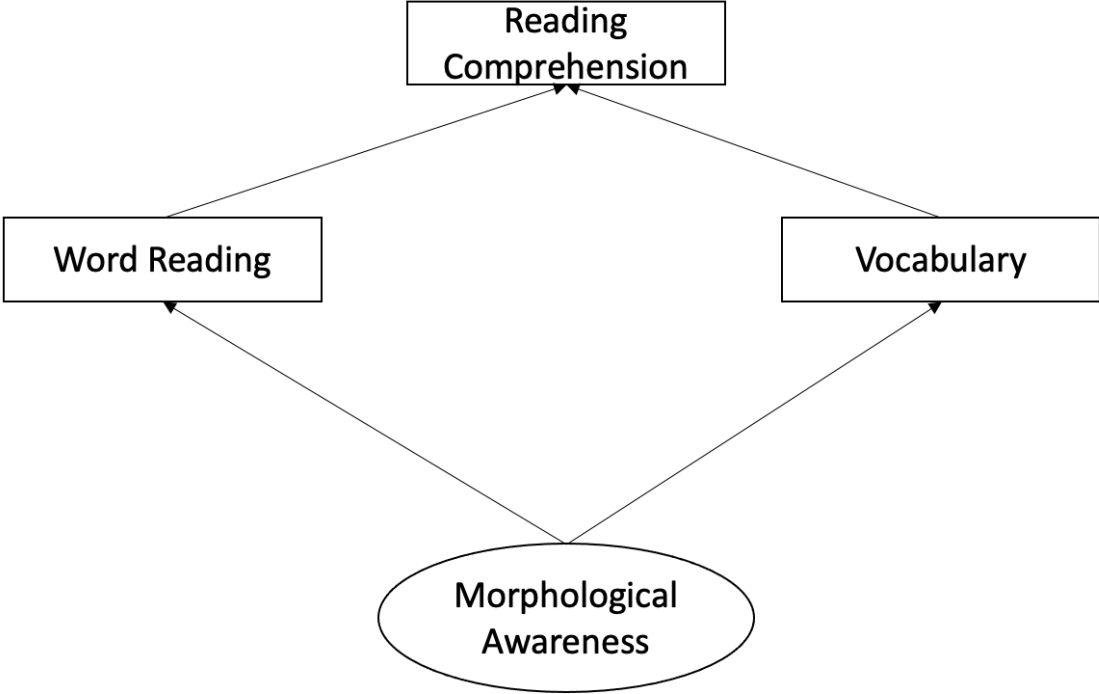 Reading
Comprehension
Word Reading
Vocabulary
Morphological
Awareness